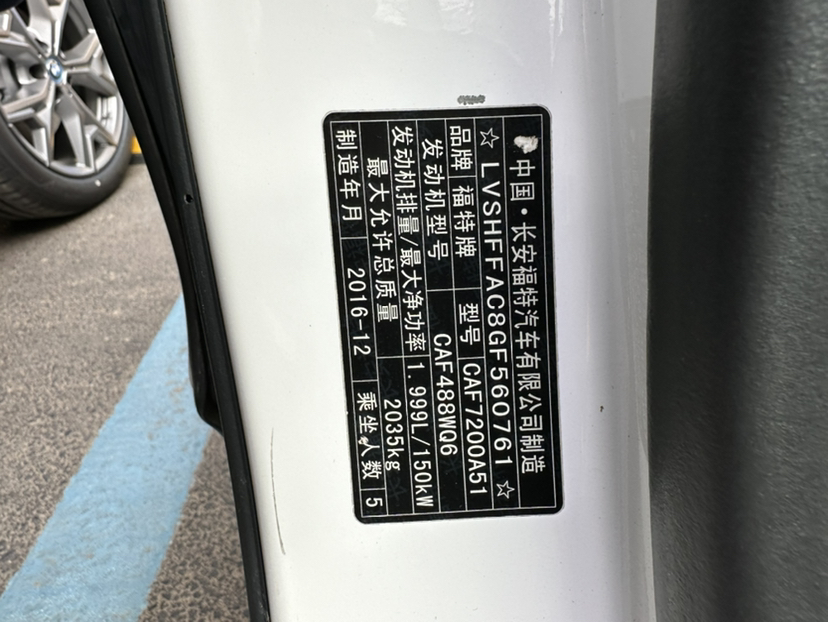 中国·长安福特汽车有限公司制造
☆LVSHFFAC8GF560761☆
品牌 福特牌 型号 CAF7200A51
发动机型号 CAF488WQ6
发动机排量/最大净功率 1.999L/150kW
最大允许总质量 2035kg
制造年月 2016-12 乘坐人数 5